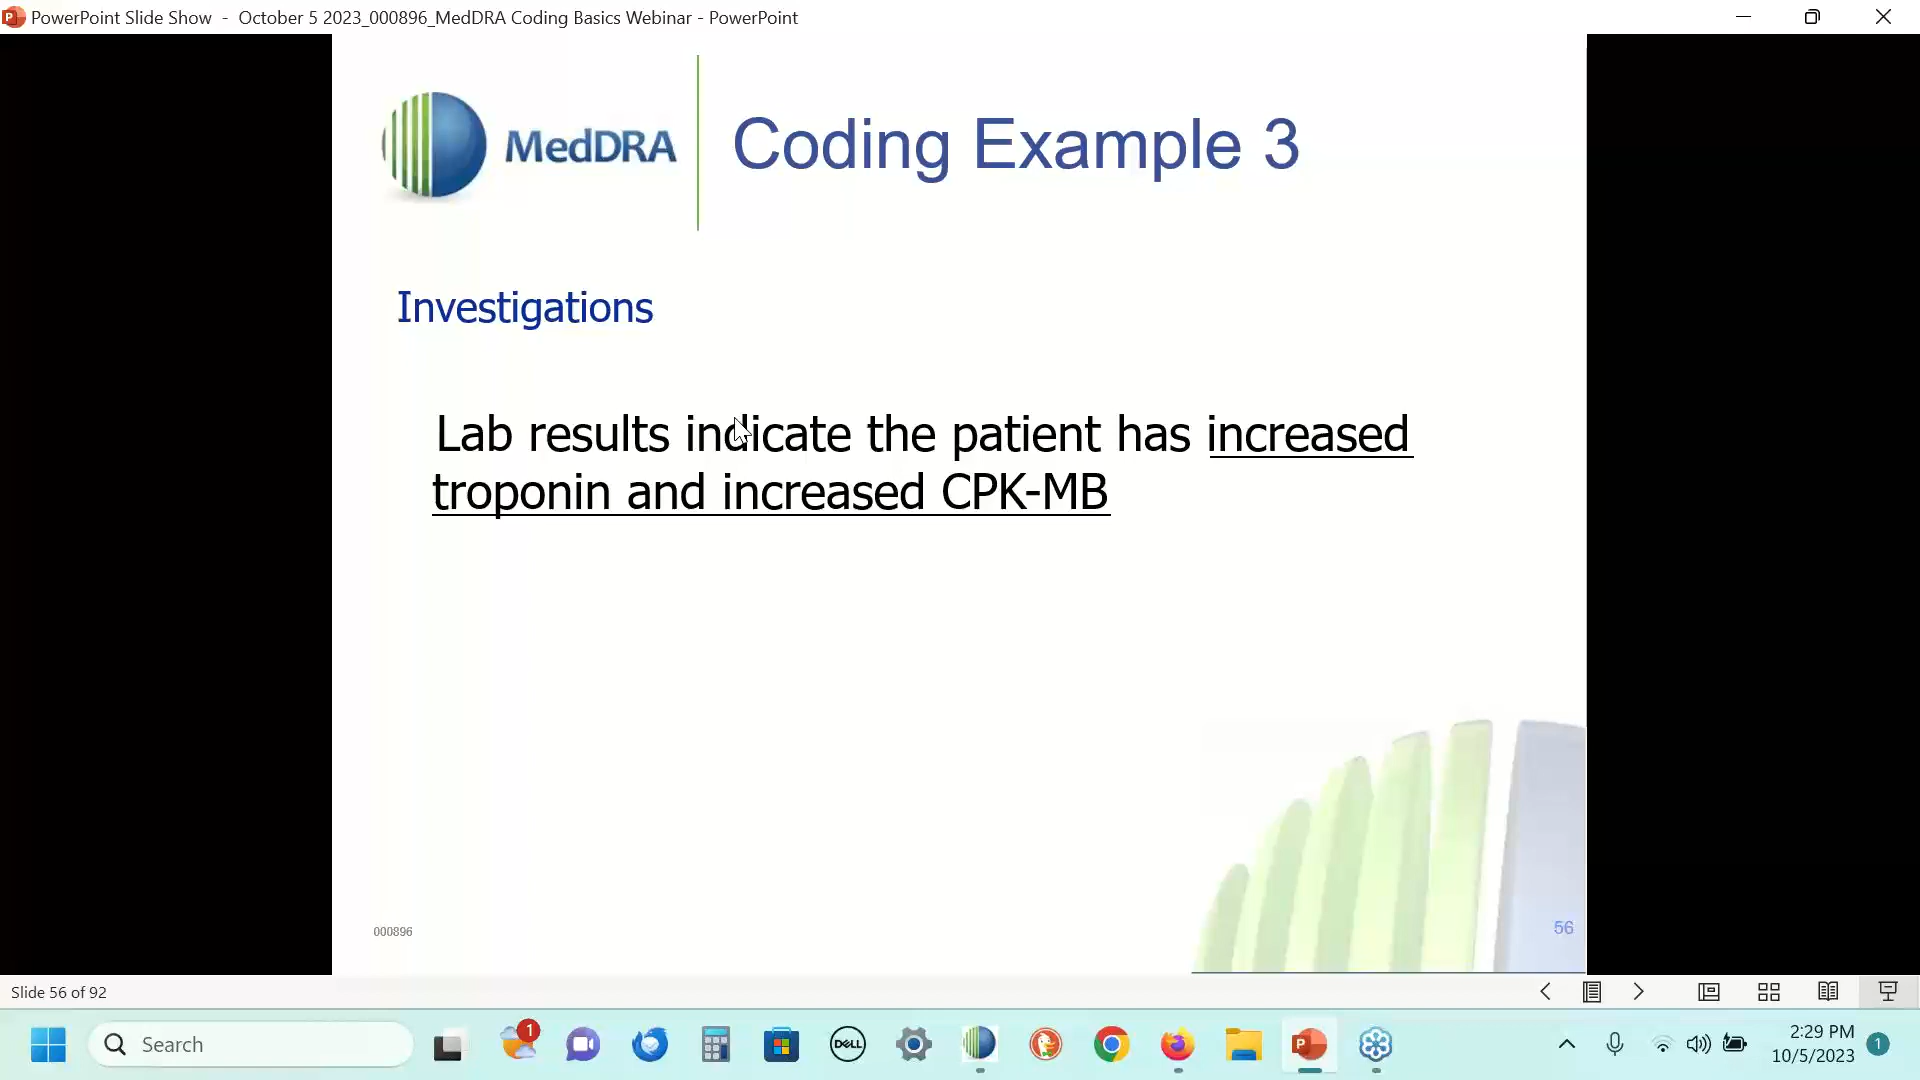 PowerPoint Slide Show - October 5 2023_000896_MedDRA Coding Basics Webinar - PowerPoint
MedDRA
Coding Example 3
Investigations
Lab results indicate the patient has increased
troponin and increased CPK-MB
000896
56
Slide 56 of 92
Search
1
DELL
2:29 PM
10/5/2023
1